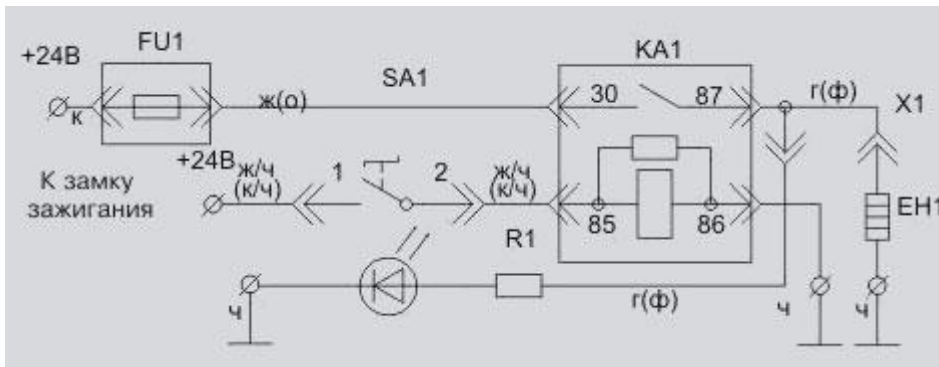 FU1
KA1
+24В
SA1
30
87
г(ф)
X1
к
ж(о)
+24В
ж/ч
(к/ч)
1
2
ж/ч
(к/ч)
К замку
зажигания
85
86
EH1
R1
г(ф)
ч
ч
ч